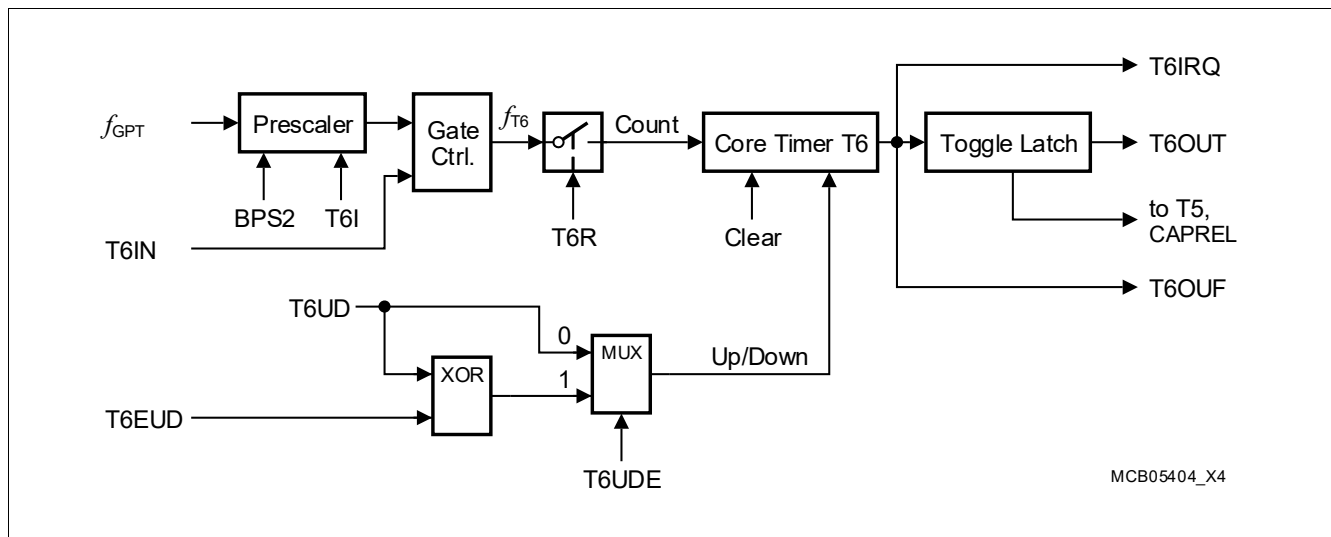 T6IRQ
fGPT
Prescaler
Gate
Ctrl.
fT6
Count
Core Timer T6
Toggle Latch
T6OUT
BPS2
T6I
T6R
Clear
to T5,
CAPREL
T6IN
T6OUF
T6UD
0
MUX
Up/Down
XOR
1
T6EUD
T6UDE
MCB05404_X4